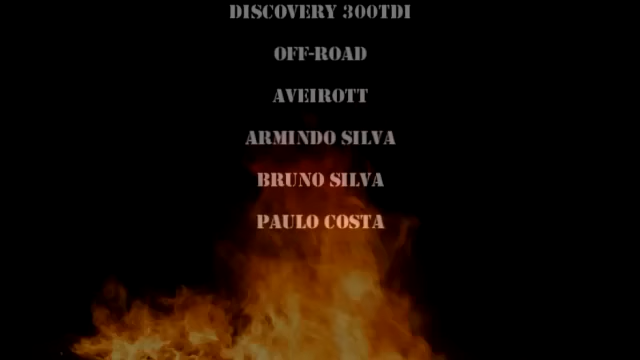 DISCOVERY 300TDI
OFF-ROAD
AVEIROTT
ARMINDO SILVA
BRUNO SILVA
PAULO COSTA